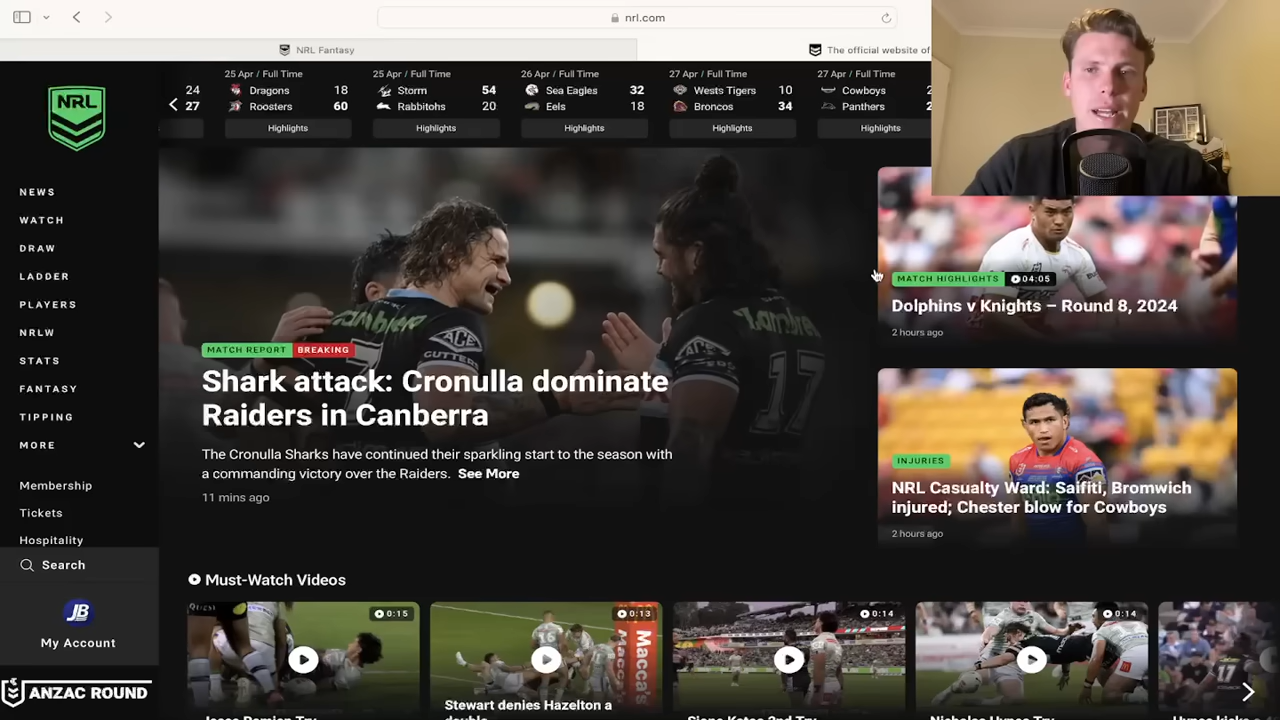 nrl.com
NRL Fantasy
The official website of
24
27
25 Apr / Full Time
Dragons 18
Roosters 60
Highlights
25 Apr / Full Time
Storm 54
Rabbitohs 20
Highlights
26 Apr / Full Time
Sea Eagles 32
Eels 18
Highlights
27 Apr / Full Time
Wests Tigers 10
Broncos 34
Highlights
27 Apr / Full Time
Cowboys
Panthers
Highlights
NRL
NEWS
WATCH
DRAW
LADDER
PLAYERS
NRLW
STATS
FANTASY
TIPPING
MORE
Membership
Tickets
Hospitality
Search
JB
My Account
ANZAC ROUND
ACE
GUTTERS
17
MATCH REPORT BREAKING
Shark attack: Cronulla dominate
Raiders in Canberra
The Cronulla Sharks have continued their sparkling start to the season with
a commanding victory over the Raiders. See More
11 mins ago
MATCH HIGHLIGHTS 04:05
Dolphins v Knights – Round 8, 2024
2 hours ago
INJURIES
NRL Casualty Ward: Saifiti, Bromwich
injured; Chester blow for Cowboys
2 hours ago
Must-Watch Videos
0:15
0:13
Macca's
Stewart denies Hazelton a
0:14
0:14
17